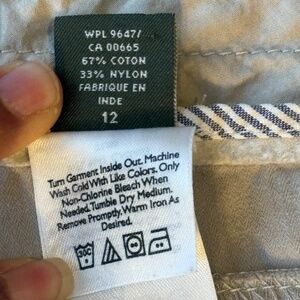 WPL 9647/
CA 00665
67% COTON
33% NYLON
FABRIQUE EN
INDE
12
Turn Garment Inside Out. Machine
Wash Cold With Like Colors. Only
Non-Chlorine Bleach When
Needed. Tumble Dry Medium.
Remove Promptly. Warm Iron As
Desired.
30C